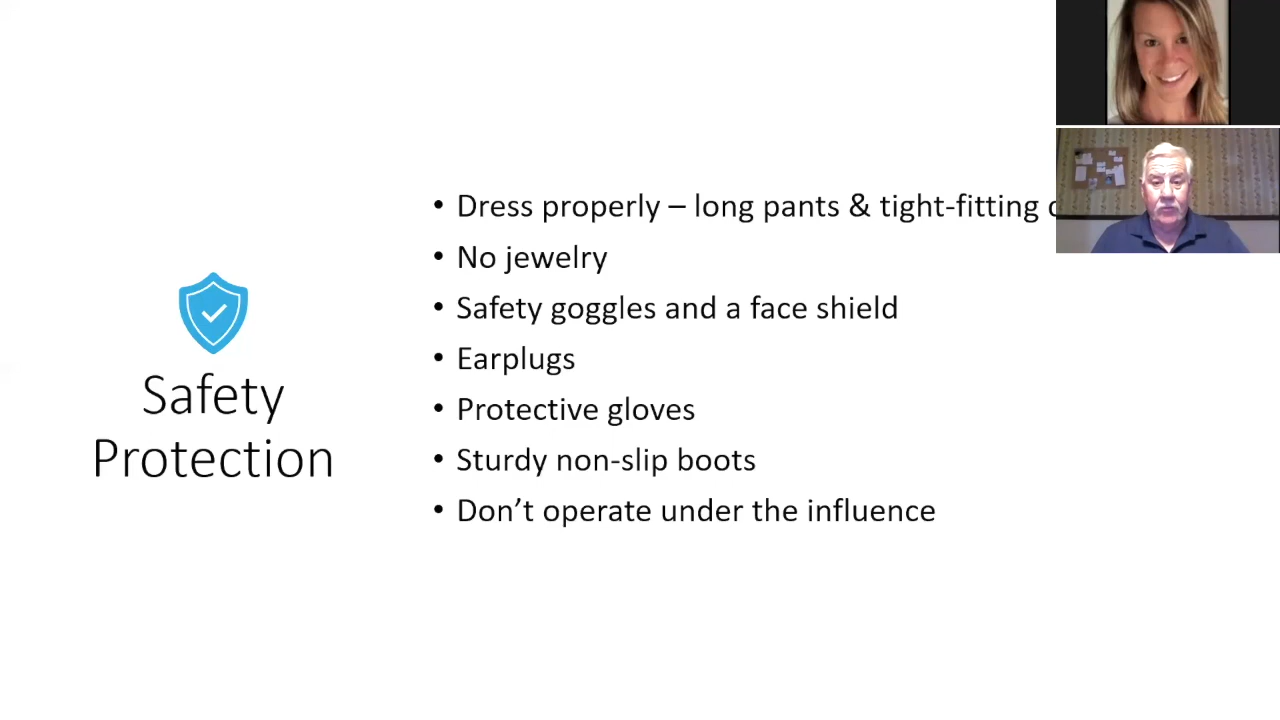 Safety
Protection
• Dress properly – long pants & tight-fitting
• No jewelry
• Safety goggles and a face shield
• Earplugs
• Protective gloves
• Sturdy non-slip boots
• Don’t operate under the influence